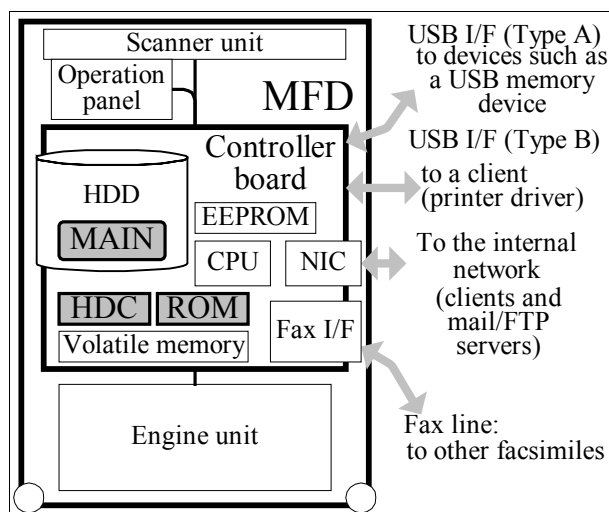 Scanner unit
Operation
panel
MFD
Controller
board
HDD
MAIN
EEPROM
CPU
NIC
HDC
ROM
Volatile memory
Fax I/F
Engine unit
USB I/F (Type A)
to devices such as
a USB memory
device
USB I/F (Type B)
to a client
(printer driver)
To the internal
network
(clients and
mail/FTP
servers)
Fax line:
to other facsimiles